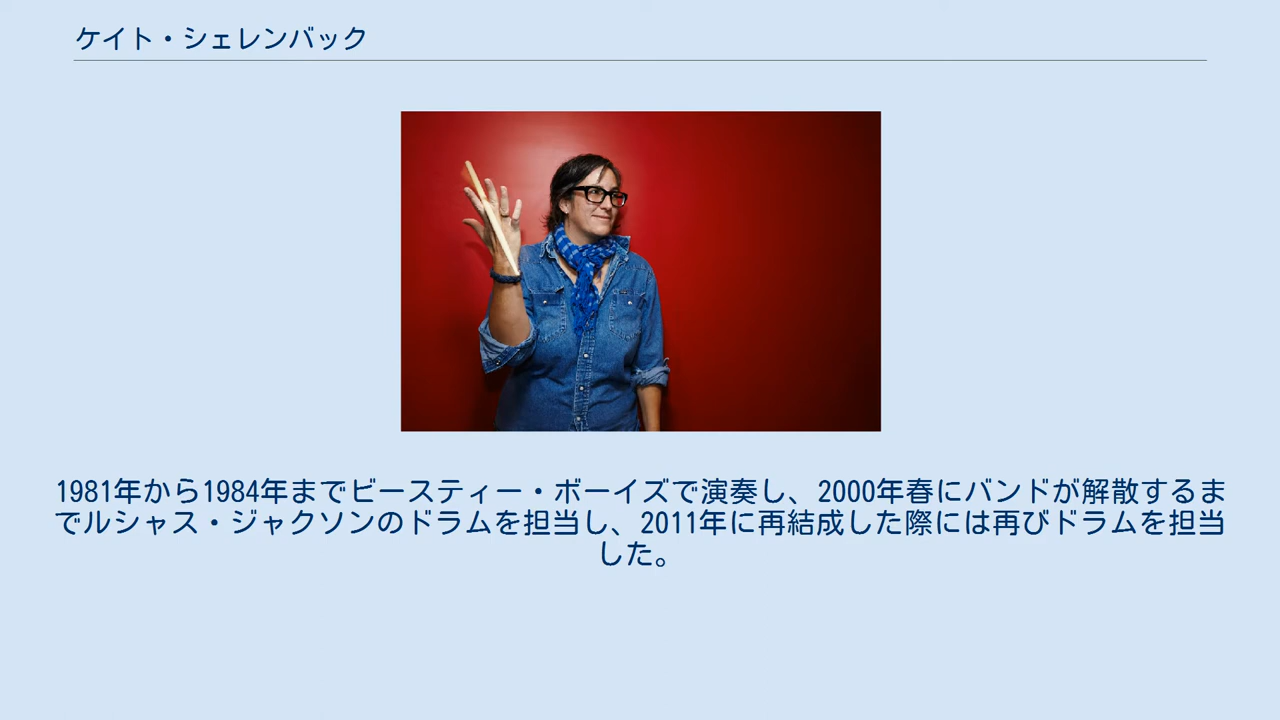 ケイト・シェレンバック
1981年から1984年までビースティー・ボーイズで演奏し、2000年春にバンドが解散するま
でルシャス・ジャクソンのドラムを担当し、2011年に再結成した際には再びドラムを担当
した。